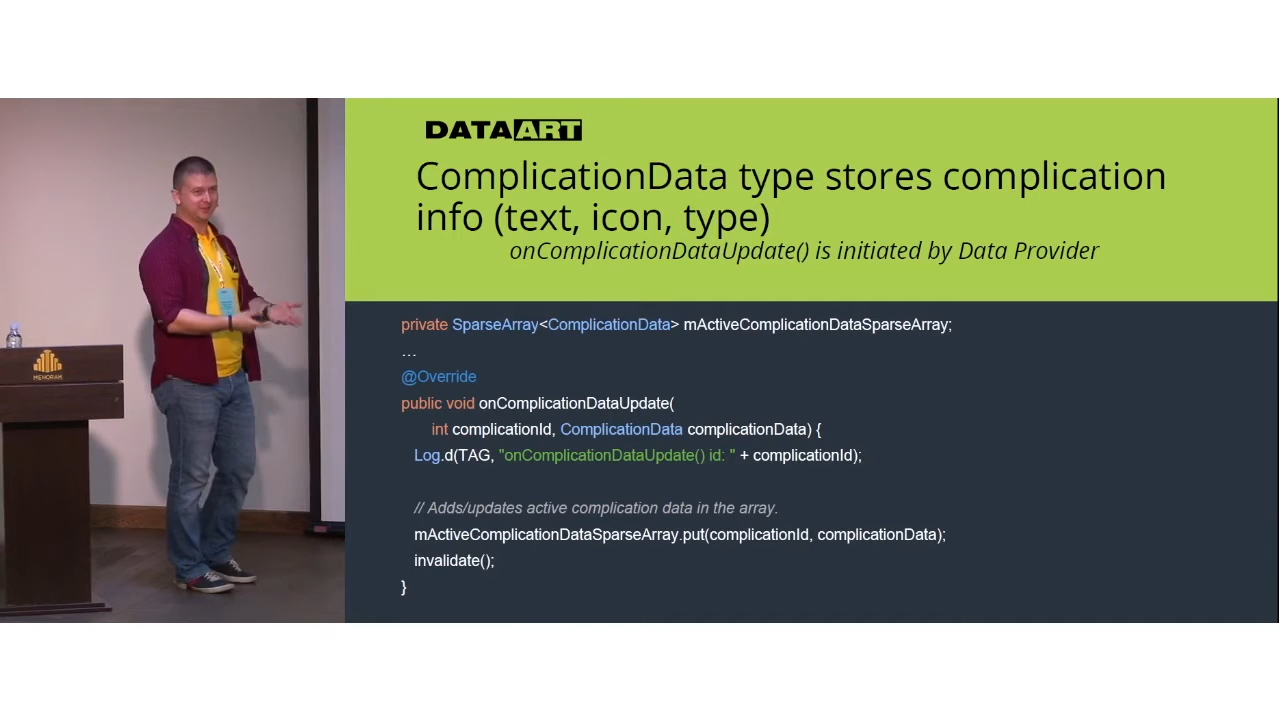 DATAART
ComplicationData type stores complication
info (text, icon, type)
onComplicationDataUpdate() is initiated by Data Provider
private SparseArray<ComplicationData> mActiveComplicationDataSparseArray;
…
@Override
public void onComplicationDataUpdate(
int complicationId, ComplicationData complicationData) {
Log.d(TAG, "onComplicationDataUpdate() id: " + complicationId);
// Adds/updates active complication data in the array.
mActiveComplicationDataSparseArray.put(complicationId, complicationData);
invalidate();
}
MENORAH